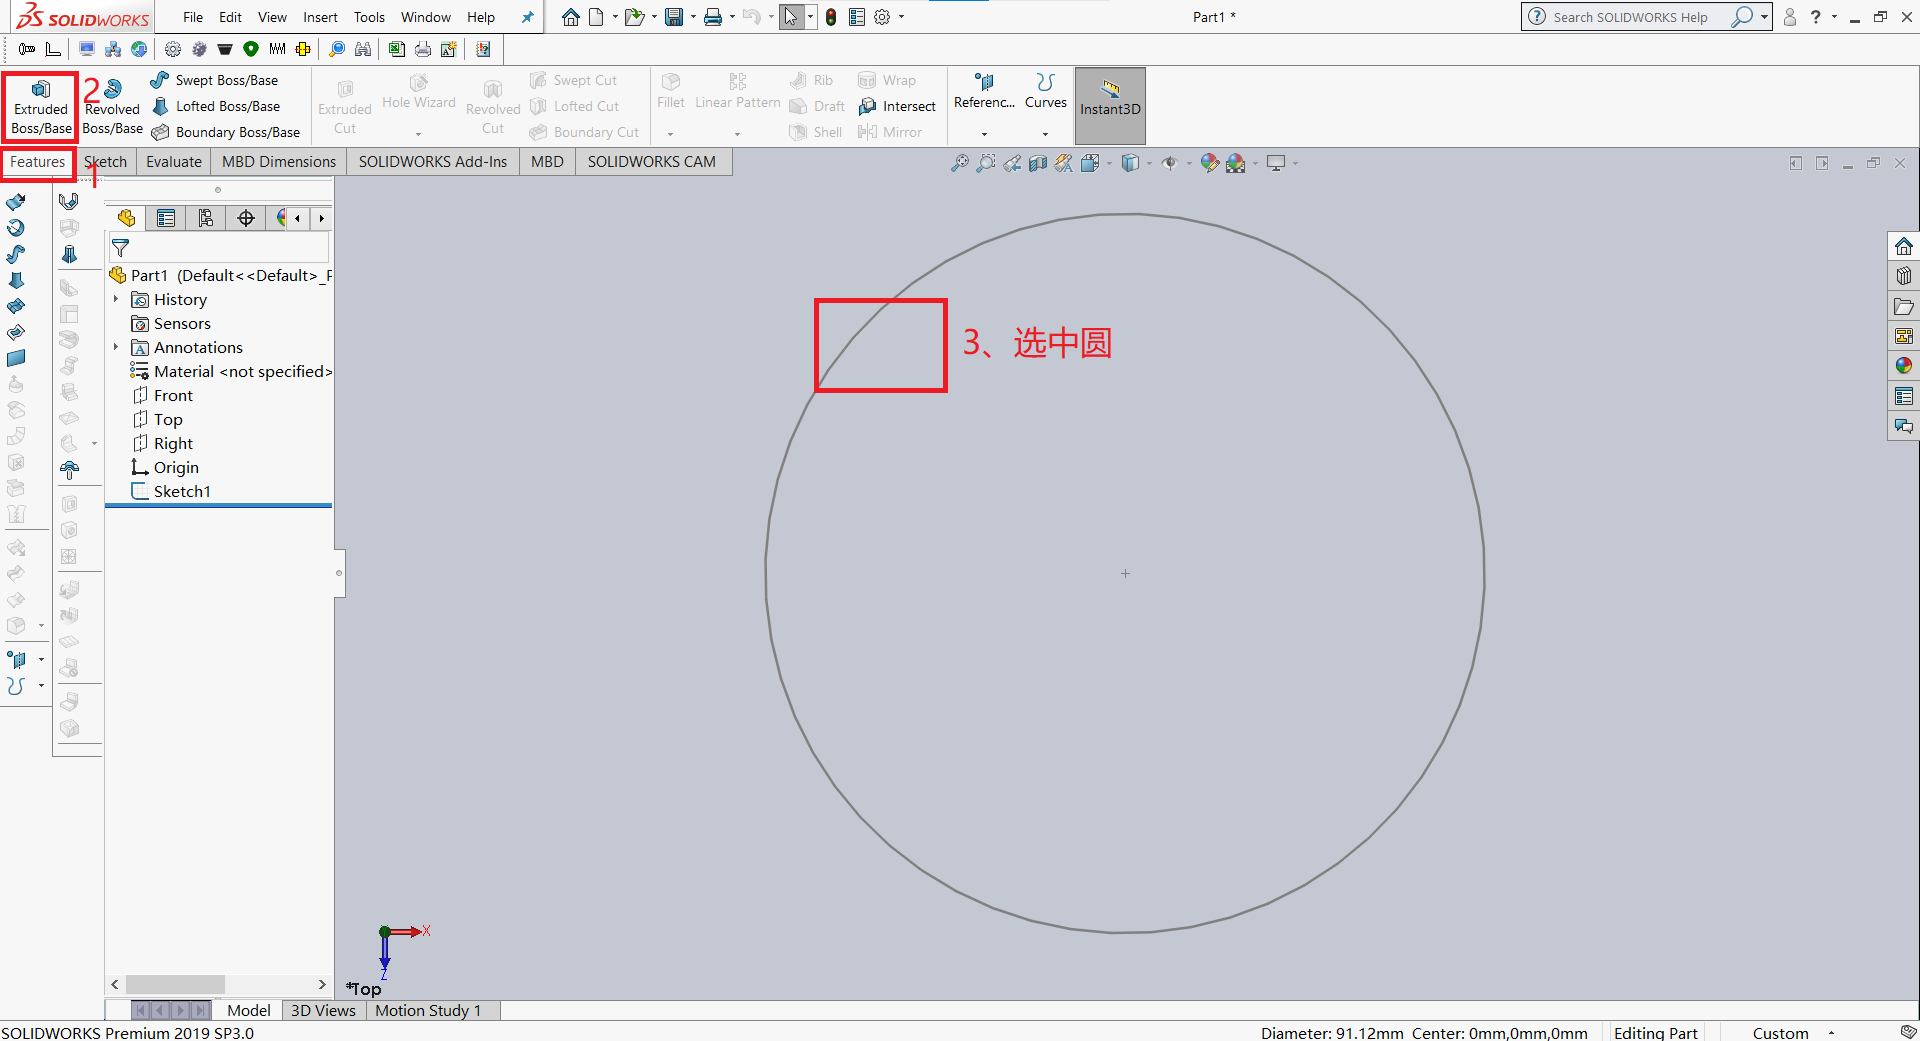 SOLIDWORKS File Edit View Insert Tools Window Help Part1 * Search SOLIDWORKS Help ?
Extruded Boss/Base
2
Revolved Boss/Base
Swept Boss/Base
Lofted Boss/Base
Boundary Boss/Base
Extruded Cut
Hole Wizard
Revolved Cut
Swept Cut
Lofted Cut
Boundary Cut
Fillet
Linear Pattern
Rib
Draft
Shell
Wrap
Intersect
Mirror
Referenc...
Curves
Instant3D
Features Sketch Evaluate MBD Dimensions SOLIDWORKS Add-Ins MBD SOLIDWORKS CAM
1
Part1 (Default<<Default>_P
History
Sensors
Annotations
Material <not specified>
Front
Top
Right
Origin
Sketch1
3、选中圆
X
Z
*Top
Model 3D Views Motion Study 1
SOLIDWORKS Premium 2019 SP3.0 Diameter: 91.12mm Center: 0mm,0mm,0mm Editing Part Custom